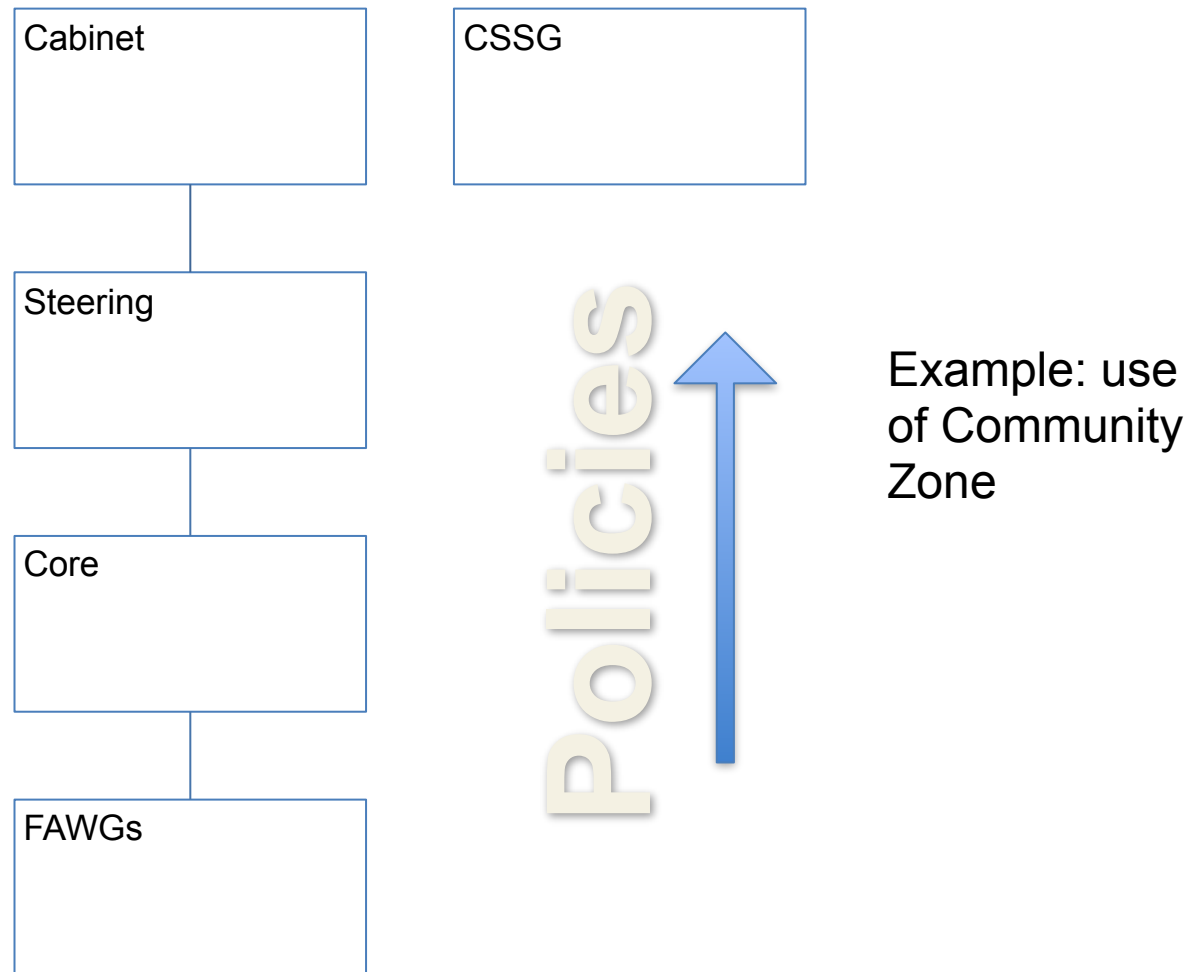 Cabinet
CSSG
Steering
Policies
Example: use
of Community
Zone
Core
FAWGs